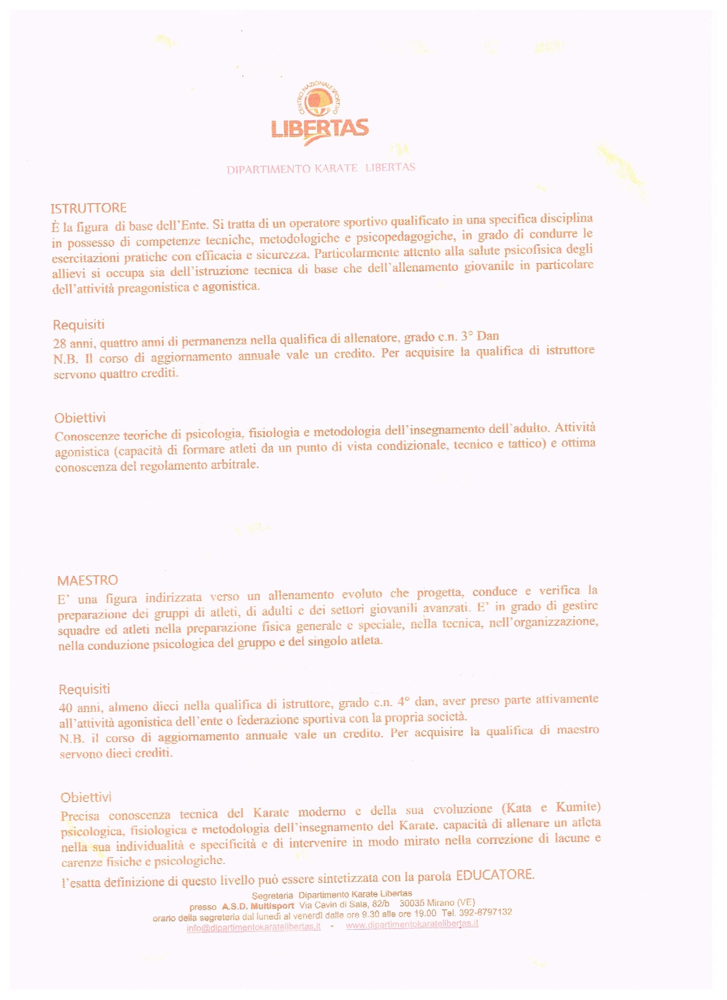 CENTRO NAZIONALE SPORTIVO
LIBERTAS
DIPARTIMENTO KARATE LIBERTAS
ISTRUTTORE
È la figura di base dell'Ente. Si tratta di un operatore sportivo qualificato in una specifica disciplina
in possesso di competenze tecniche, metodologiche e psicopedagogiche, in grado di condurre le
esercitazioni pratiche con efficacia e sicurezza. Particolarmente attento alla salute psicofisica degli
allievi si occupa sia dell'istruzione tecnica di base che dell'allenamento giovanile in particolare
dell'attività preagonistica e agonistica.
Requisiti
28 anni, quattro anni di permanenza nella qualifica di allenatore, grado c.n. 3° Dan
N.B. Il corso di aggiornamento annuale vale un credito. Per acquisire la qualifica di istruttore
servono quattro crediti.
Obiettivi
Conoscenze teoriche di psicologia, fisiologia e metodologia dell'insegnamento dell'adulto. Attività
agonistica (capacità di formare atleti da un punto di vista condizionale, tecnico e tattico) e ottima
conoscenza del regolamento arbitrale.
MAESTRO
E' una figura indirizzata verso un allenamento evoluto che progetta, conduce e verifica la
preparazione dei gruppi di atleti, di adulti e dei settori giovanili avanzati. E' in grado di gestire
squadre ed atleti nella preparazione fisica generale e speciale, nella tecnica, nell'organizzazione,
nella conduzione psicologica del gruppo e del singolo atleta.
Requisiti
40 anni, almeno dieci nella qualifica di istruttore, grado c.n. 4° dan, aver preso parte attivamente
all'attività agonistica dell'ente o federazione sportiva con la propria società.
N.B. il corso di aggiornamento annuale vale un credito. Per acquisire la qualifica di maestro
servono dieci crediti.
Obiettivi
Precisa conoscenza tecnica del Karate moderno e della sua evoluzione (Kata e Kumite)
psicologica, fisiologica e metodologia dell'insegnamento del Karate. capacità di allenare un atleta
nella sua individualità e specificità e di intervenire in modo mirato nella correzione di lacune e
carenze fisiche e psicologiche.
l'esatta definizione di questo livello può essere sintetizzata con la parola EDUCATORE.
Segreteria Dipartimento Karate Libertas
presso A.S.D. Multisport Via Cavin di Sala, 82/b 30035 Mirano (VE)
orario della segreteria dal lunedì al venerdì dalle ore 9.30 alle ore 19.00 Tel. 392-8797132
info@dipartimentokaratelibertas.it - www.dipartimentokaratelibertas.it